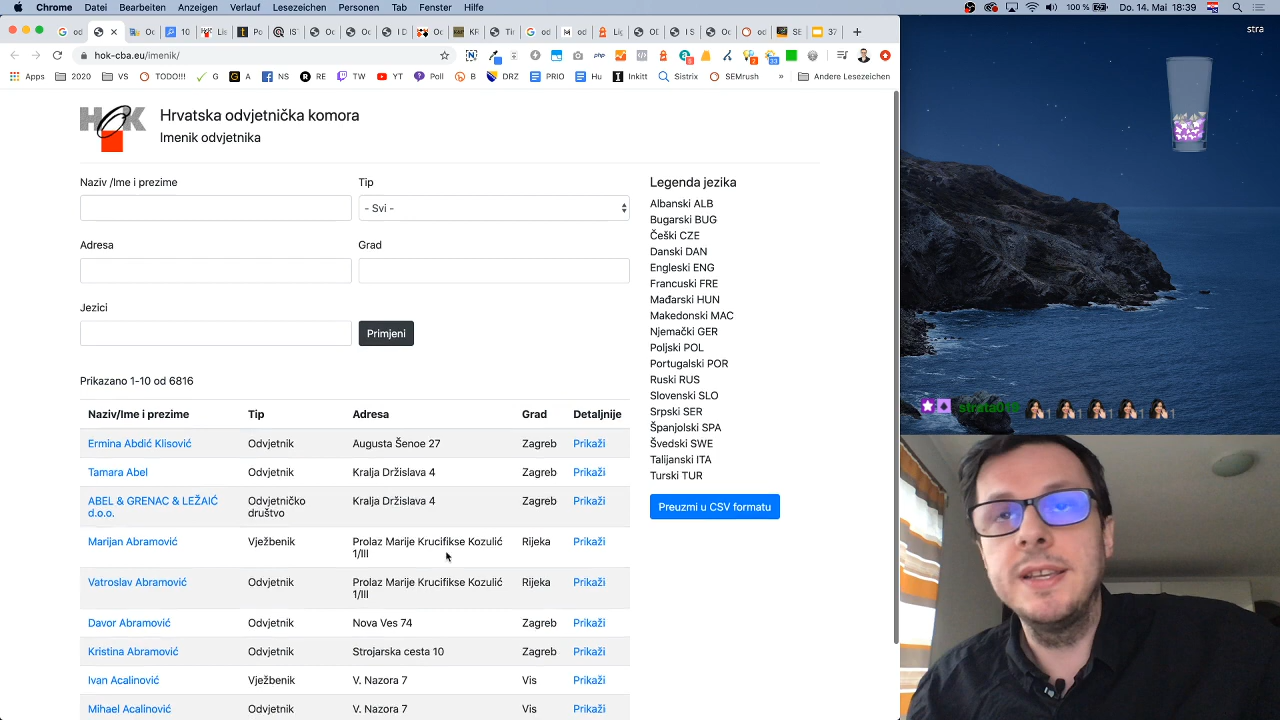 Chrome Datei Bearbeiten Anzeigen Verlauf Lesezeichen Personen Tab Fenster Hilfe
100 % Do. 14. Mai 18:39
stra
hok-cba.eu/imenik/
Apps 2020 VS TODO!!! G A NS RE TW YT Poll B DRZ PRIO Hu Inkitt Sistrix SEMrush Andere Lesezeichen
HOK
Hrvatska odvjetnička komora
Imenik odvjetnika
Naziv /Ime i prezime Tip
- Svi -
Adresa Grad
Jezici
Primjeni
Prikazano 1-10 od 6816
Naziv/Ime i prezime Tip Adresa Grad Detaljnije
Ermina Abdić Klisović Odvjetnik Augusta Šenoe 27 Zagreb Prikaži
Tamara Abel Odvjetnik Kralja Držislava 4 Zagreb Prikaži
ABEL & GRENAC & LEŽAIĆ d.o.o. Odvjetničko društvo Kralja Držislava 4 Zagreb Prikaži
Marijan Abramović Vježbenik Prolaz Marije Krucifikse Kozulić 1/III Rijeka Prikaži
Vatroslav Abramović Odvjetnik Prolaz Marije Krucifikse Kozulić 1/III Rijeka Prikaži
Davor Abramović Odvjetnik Nova Ves 74 Zagreb Prikaži
Kristina Abramović Odvjetnik Strojarska cesta 10 Zagreb Prikaži
Ivan Acalinović Vježbenik V. Nazora 7 Vis Prikaži
Mihael Acalinović Odvjetnik V. Nazora 7 Vis Prikaži
Legenda jezika
Albanski ALB
Bugarski BUG
Češki CZE
Danski DAN
Engleski ENG
Francuski FRE
Mađarski HUN
Makedonski MAC
Njemački GER
Poljski POL
Portugalski POR
Ruski RUS
Slovenski SLO
Srpski SER
Španjolski SPA
Švedski SWE
Talijanski ITA
Turski TUR
Preuzmi u CSV formatu